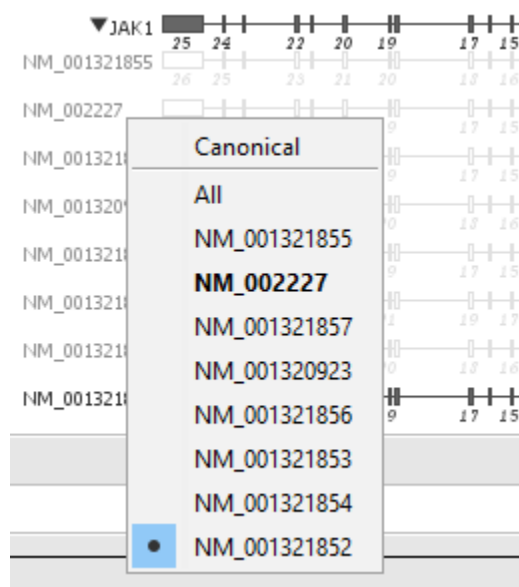 ▼JAK1
25 24 22 20 19 17 15
NM_001321855
26 25 23 21 20 18 16
NM_002227
Canonical
All
NM_001321855
NM_002227
NM_001321857
NM_001320923
NM_001321856
NM_001321853
NM_001321854
NM_001321852
17 15
17 15
18 16
17 15
19 17
18 16
9 17 15